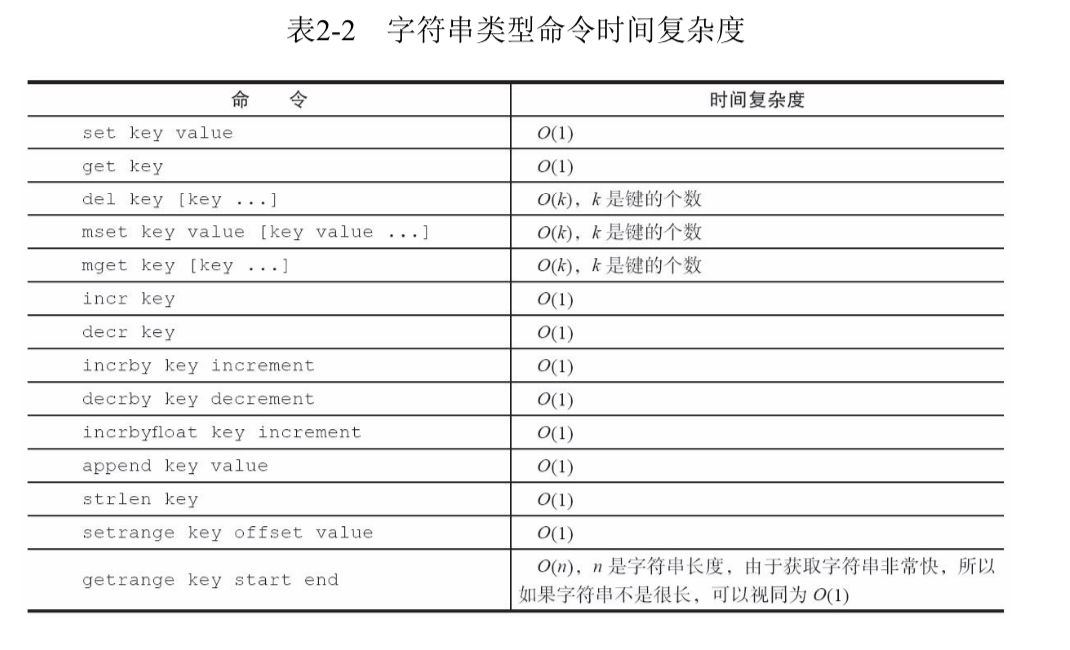 表2-2 字符串类型命令时间复杂度
命 令 时间复杂度
set key value O(1)
get key O(1)
del key [key ...] O(k)，k 是键的个数
mset key value [key value ...] O(k)，k 是键的个数
mget key [key ...] O(k)，k 是键的个数
incr key O(1)
decr key O(1)
incrby key increment O(1)
decrby key decrement O(1)
incrbyfloat key increment O(1)
append key value O(1)
strlen key O(1)
setrange key offset value O(1)
getrange key start end O(n)，n 是字符串长度，由于获取字符串非常快，所以
如果字符串不是很长，可以视同为 O(1)